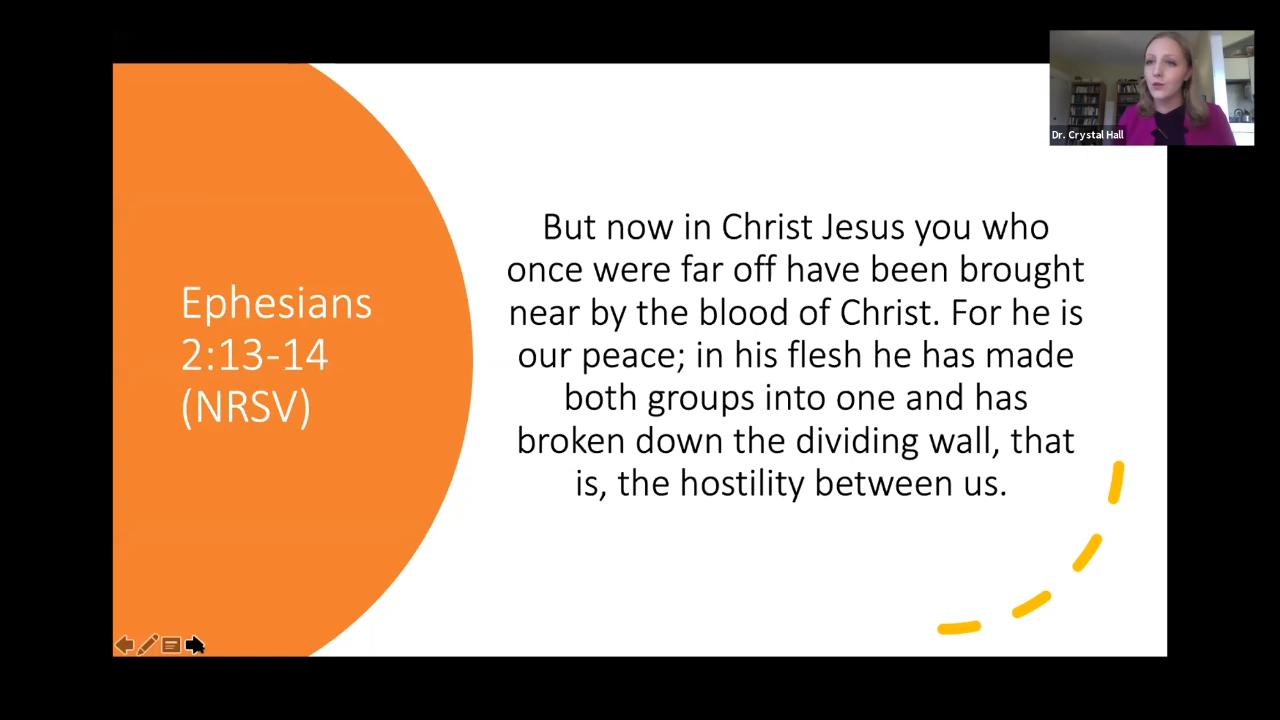 Dr. Crystal Hall
Ephesians
2:13-14
(NRSV)
But now in Christ Jesus you who
once were far off have been brought
near by the blood of Christ. For he is
our peace; in his flesh he has made
both groups into one and has
broken down the dividing wall, that
is, the hostility between us.